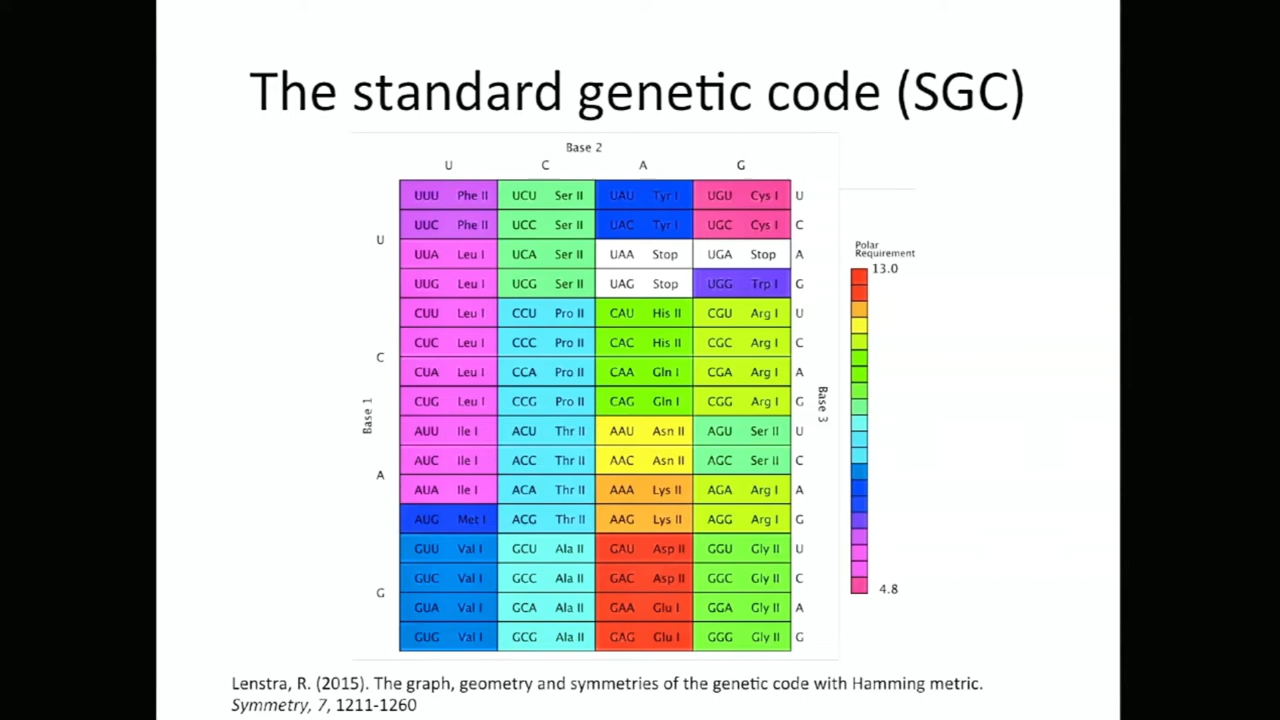 The standard genetic code (SGC)
Base 2
U C A G
UUU Phe II UCU Ser II UAU Tyr I UGU Cys I U
UUC Phe II UCC Ser II UAC Tyr I UGC Cys I C
U
UUA Leu I UCA Ser II UAA Stop UGA Stop A
UUG Leu I UCG Ser II UAG Stop UGG Trp I G
CUU Leu I CCU Pro II CAU His II CGU Arg I U
CUC Leu I CCC Pro II CAC His II CGC Arg I C
C
CUA Leu I CCA Pro II CAA Gln I CGA Arg I A
CUG Leu I CCG Pro II CAG Gln I CGG Arg I G
Base 1
Base 3
AUU Ile I ACU Thr II AAU Asn II AGU Ser II U
AUC Ile I ACC Thr II AAC Asn II AGC Ser II C
A
AUA Ile I ACA Thr II AAA Lys II AGA Arg I A
AUG Met I ACG Thr II AAG Lys II AGG Arg I G
GUU Val I GCU Ala II GAU Asp II GGU Gly II U
GUC Val I GCC Ala II GAC Asp II GGC Gly II C
G
GUA Val I GCA Ala II GAA Glu I GGA Gly II A
GUG Val I GCG Ala II GAG Glu I GGG Gly II G
Polar
Requirement
13.0
4.8
Lenstra, R. (2015). The graph, geometry and symmetries of the genetic code with Hamming metric.
Symmetry, 7, 1211-1260